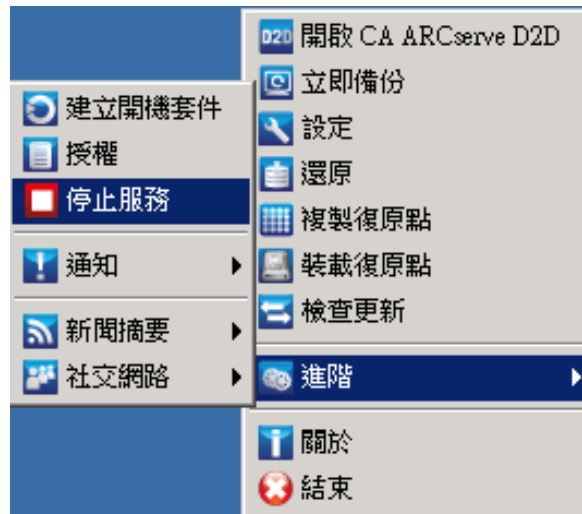 D2D 開啟 CA ARCserve D2D
立即備份
設定
還原
複製復原點
裝載復原點
檢查更新
進階
關於
結束
建立開機套件
授權
停止服務
通知
新聞摘要
社交網路